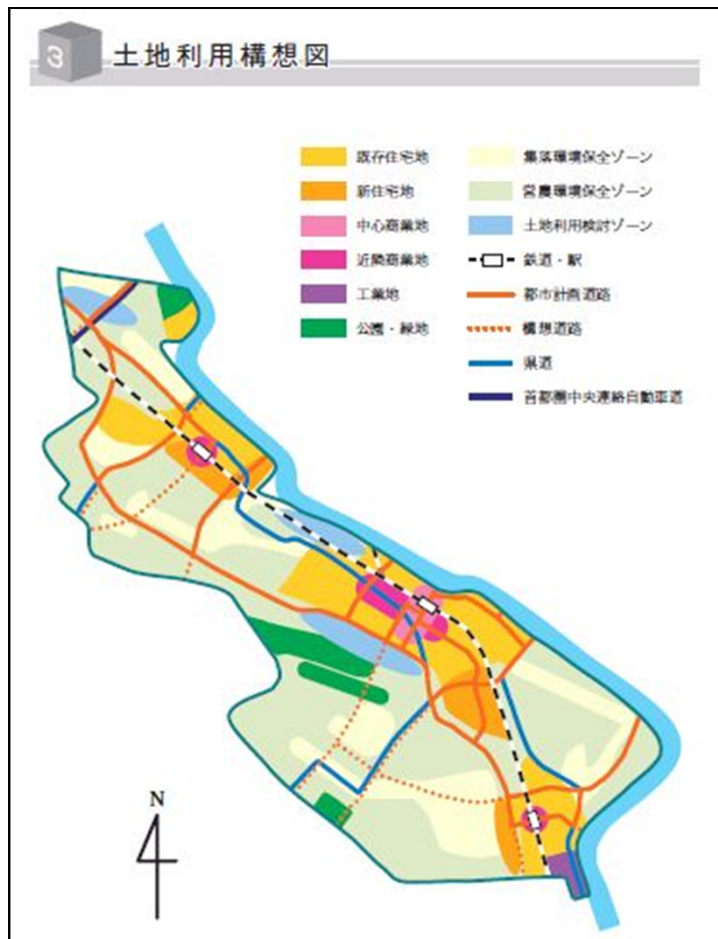 3
土地利用構想図
既存住宅地
新住宅地
中心商業地
近隣商業地
工業地
公園・緑地
集落環境保全ゾーン
営農環境保全ゾーン
土地利用検討ゾーン
鉄道・駅
都市計画道路
構想道路
県道
首都圏中央連絡自動車道
N